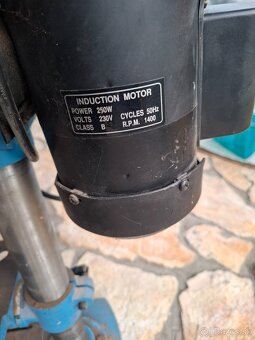 INDUCTION MOTOR
POWER 250W
VOLTS 230V CYCLES 50Hz
CLASS B R.P.M. 1400